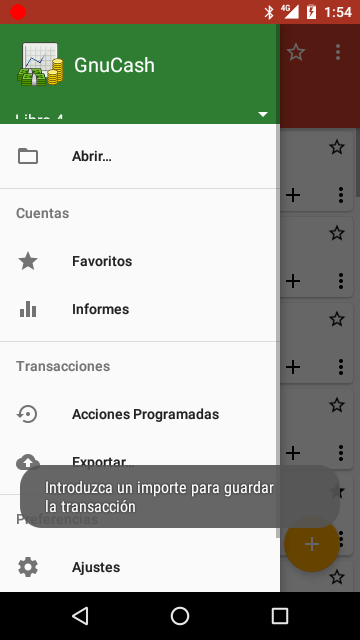 4G
1:54
GnuCash
Libro 4
Abrir...
Cuentas
Favoritos
Informes
Transacciones
Acciones Programadas
Exportar...
Introduzca un importe para guardar
la transacción
Preferencias
Ajustes